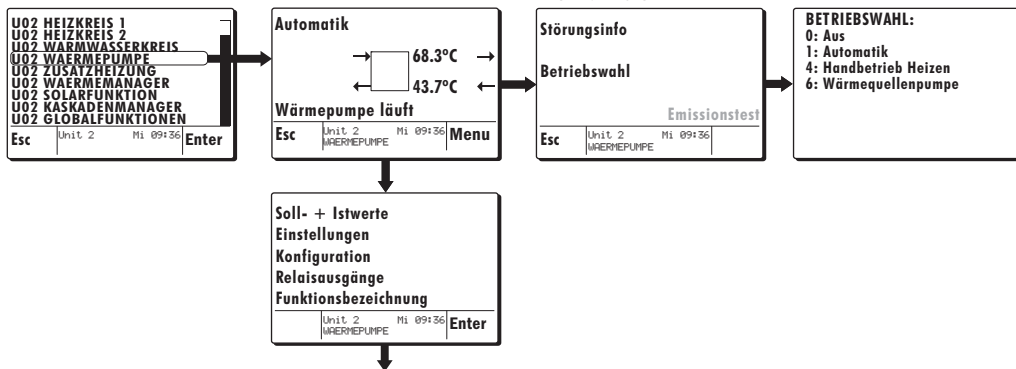 U02 HEIZKREIS 1
U02 HEIZKREIS 2
U02 WARMWASSERKREIS
U02 WAERMEPUMPE
U02 ZUSATZHEIZUNG
U02 WAERMEMANAGER
U02 SOLARFUNKTION
U02 KASKADENMANAGER
U02 GLOBALFUNKTIONEN
Esc Unit 2 Mi 09:36 Enter
Automatik
68.3ºC
43.7ºC
Wärmepumpe läuft
Esc Unit 2 Mi 09:36 Menu
WAERMEPUMPE
Störungsinfo
Betriebswahl
Emissionstest
Esc Unit 2 Mi 09:36
WAERMEPUMPE
BETRIEBSWAHL:
0: Aus
1: Automatik
4: Handbetrieb Heizen
6: Wärmequellenpumpe
Soll- + Istwerte
Einstellungen
Konfiguration
Relaisausgänge
Funktionsbezeichnung
Unit 2 Mi 09:36 Enter
WAERMEPUMPE